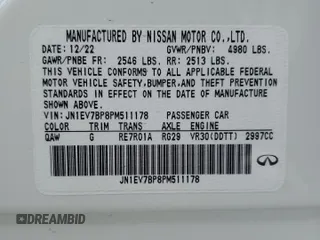 MANUFACTURED BY NISSAN MOTOR CO.,LTD.
DATE: 12/22 GVWR/PNBV: 4980 LBS.
GAWR/PNBE FR: 2546 LBS. RR: 2513 LBS.
THIS VEHICLE CONFORMS TO ALL APPLICABLE FEDERAL
MOTOR VEHICLE SAFETY, BUMPER, AND THEFT PREVENTION
STANDARDS IN EFFECT ON THE DATE OF MANUFACTURE
SHOWN ABOVE.
VIN: JN1EV7BP8PM511178 PASSENGER CAR
COLOR TRIM TRANS AXLE ENGINE
QAW G RE7R01A RG29 VR30(DDTT) 2997CC
JN1EV7BP8PM511178
© DREAMBID DREAMBID.COM